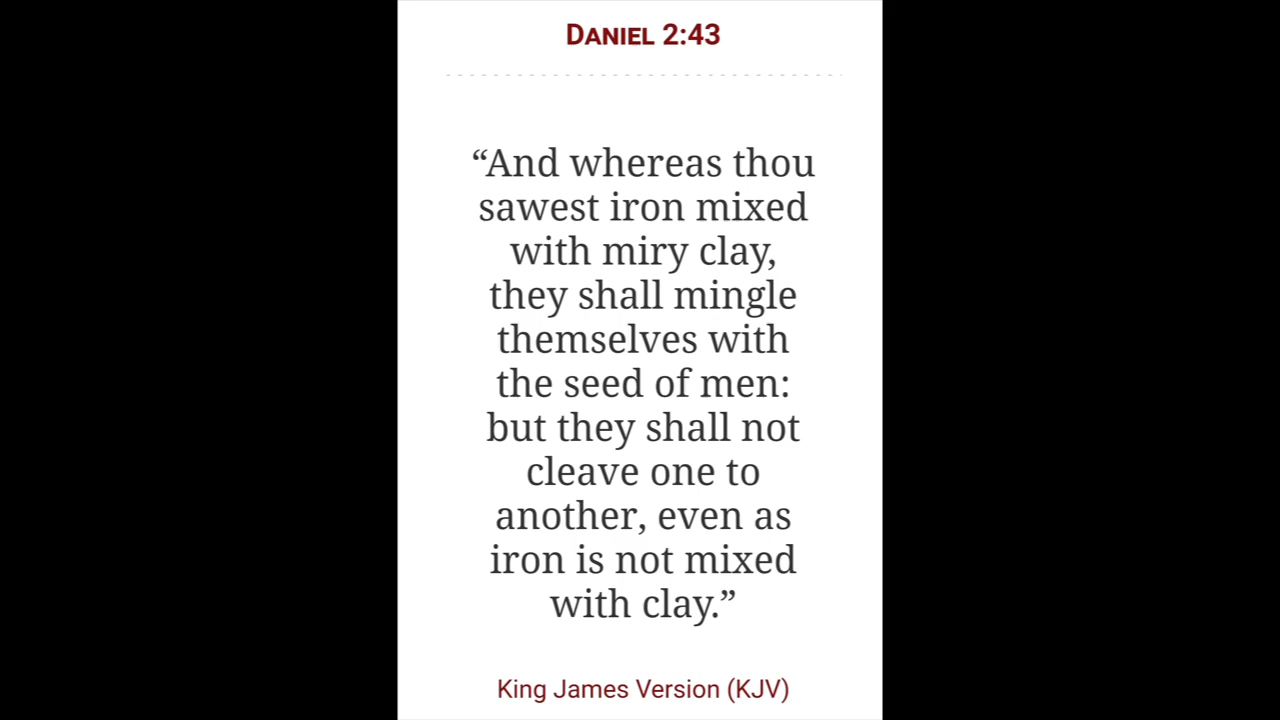 Daniel 2:43
“And whereas thou
sawest iron mixed
with miry clay,
they shall mingle
themselves with
the seed of men:
but they shall not
cleave one to
another, even as
iron is not mixed
with clay.”
King James Version (KJV)